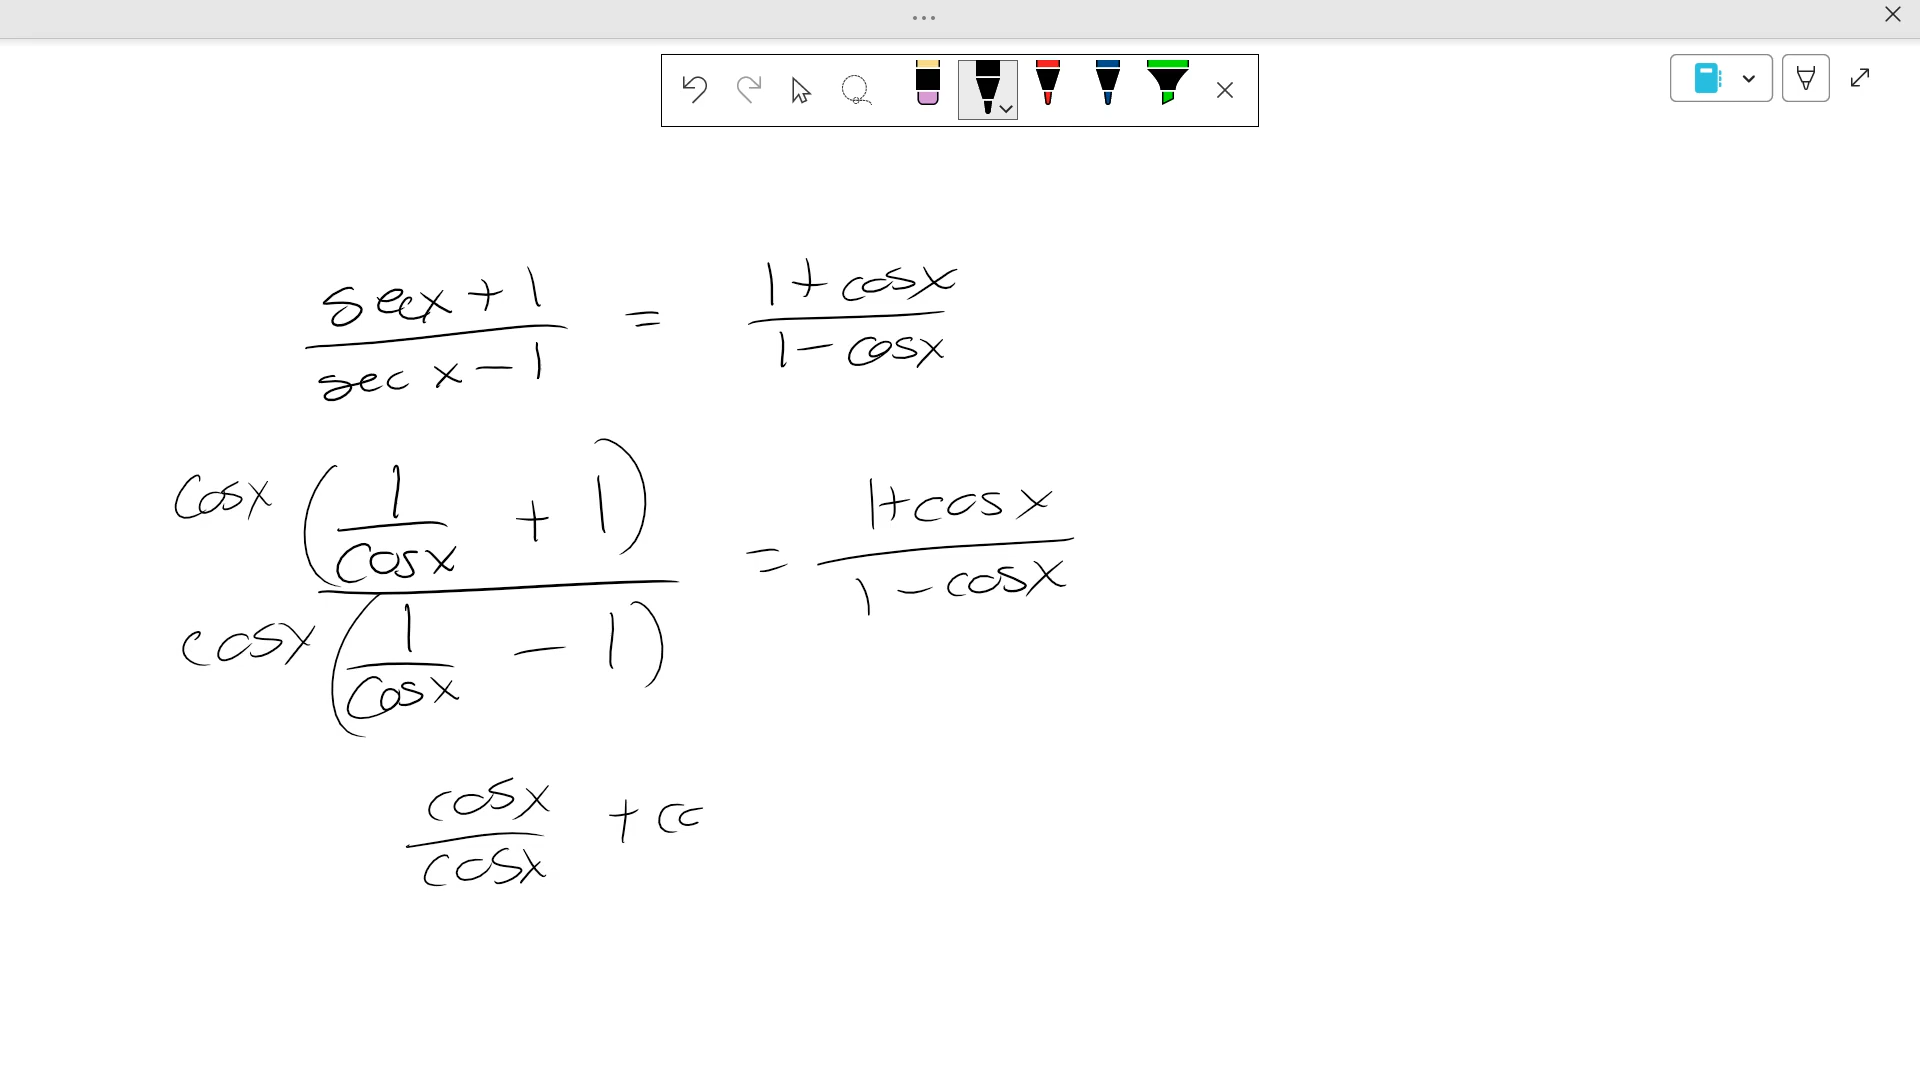 sec x + 1 = 1 + cos x
sec x - 1 1 - cos x
cos x ( 1 + 1 ) 1 + cos x
cos x =
cos x ( 1 - 1 ) 1 - cos x
cos x
cos x + co
cos x